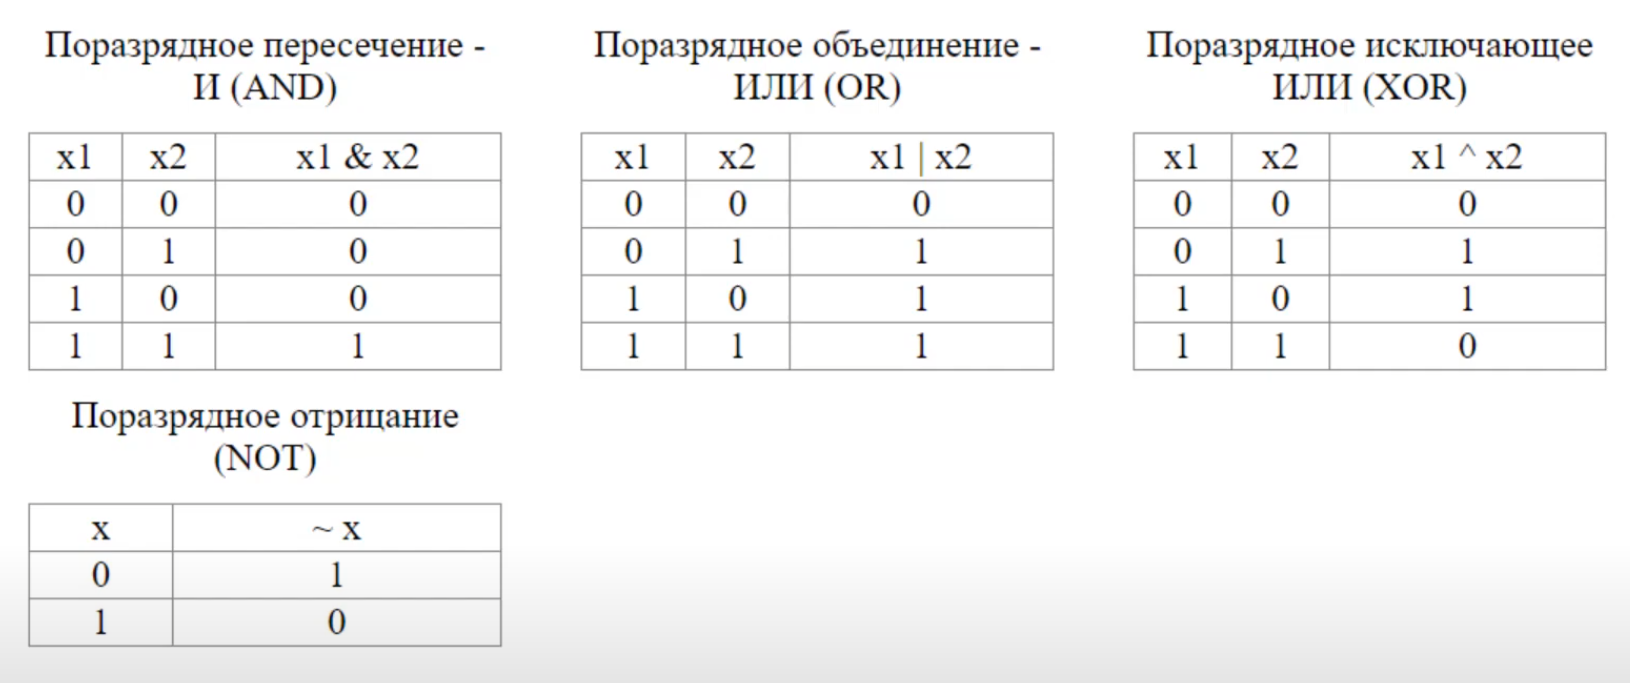 Поразрядное пересечение -
И (AND)
x1 x2 x1 & x2
0 0 0
0 1 0
1 0 0
1 1 1
Поразрядное объединение -
ИЛИ (OR)
x1 x2 x1 | x2
0 0 0
0 1 1
1 0 1
1 1 1
Поразрядное исключающее
ИЛИ (XOR)
x1 x2 x1 ^ x2
0 0 0
0 1 1
1 0 1
1 1 0
Поразрядное отрицание
(NOT)
x ~ x
0 1
1 0